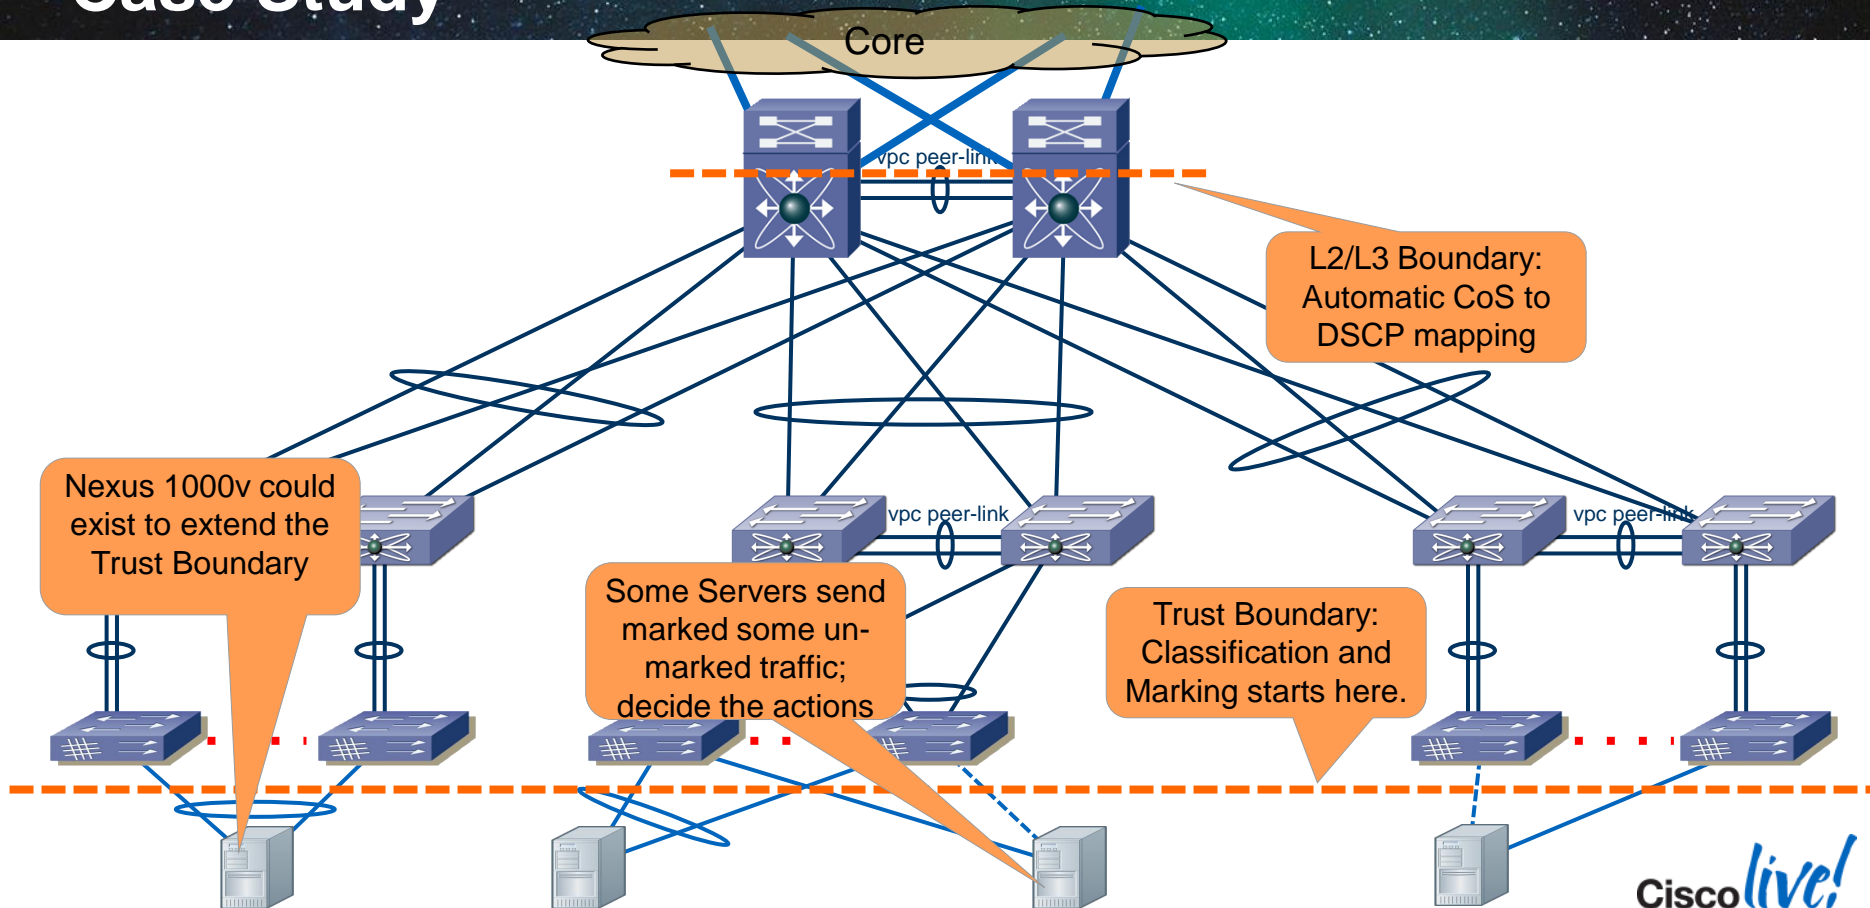 Case Study
Core
vpc peer-link
L2/L3 Boundary:
Automatic CoS to
DSCP mapping
Nexus 1000v could
exist to extend the
Trust Boundary
vpc peer-link
vpc peer-link
Some Servers send
marked some un-
marked traffic;
decide the actions
Trust Boundary:
Classification and
Marking starts here.
Cisco live!